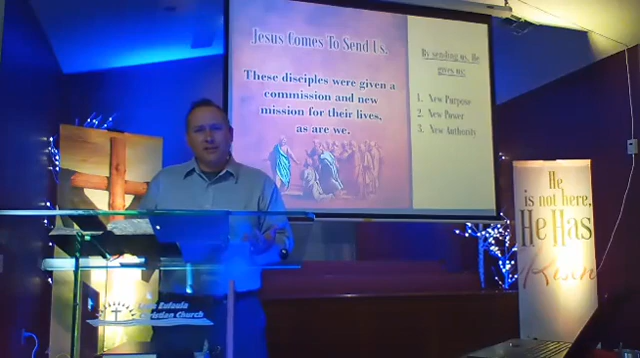 Jesus Comes To Send Us.
These disciples were given a
commission and new
mission for their lives,
as are we.
By sending us, He
gives us:
1. New Purpose
2. New Power
3. New Authority
He
is not here,
He Has
Risen
Eufaula
Christian Church